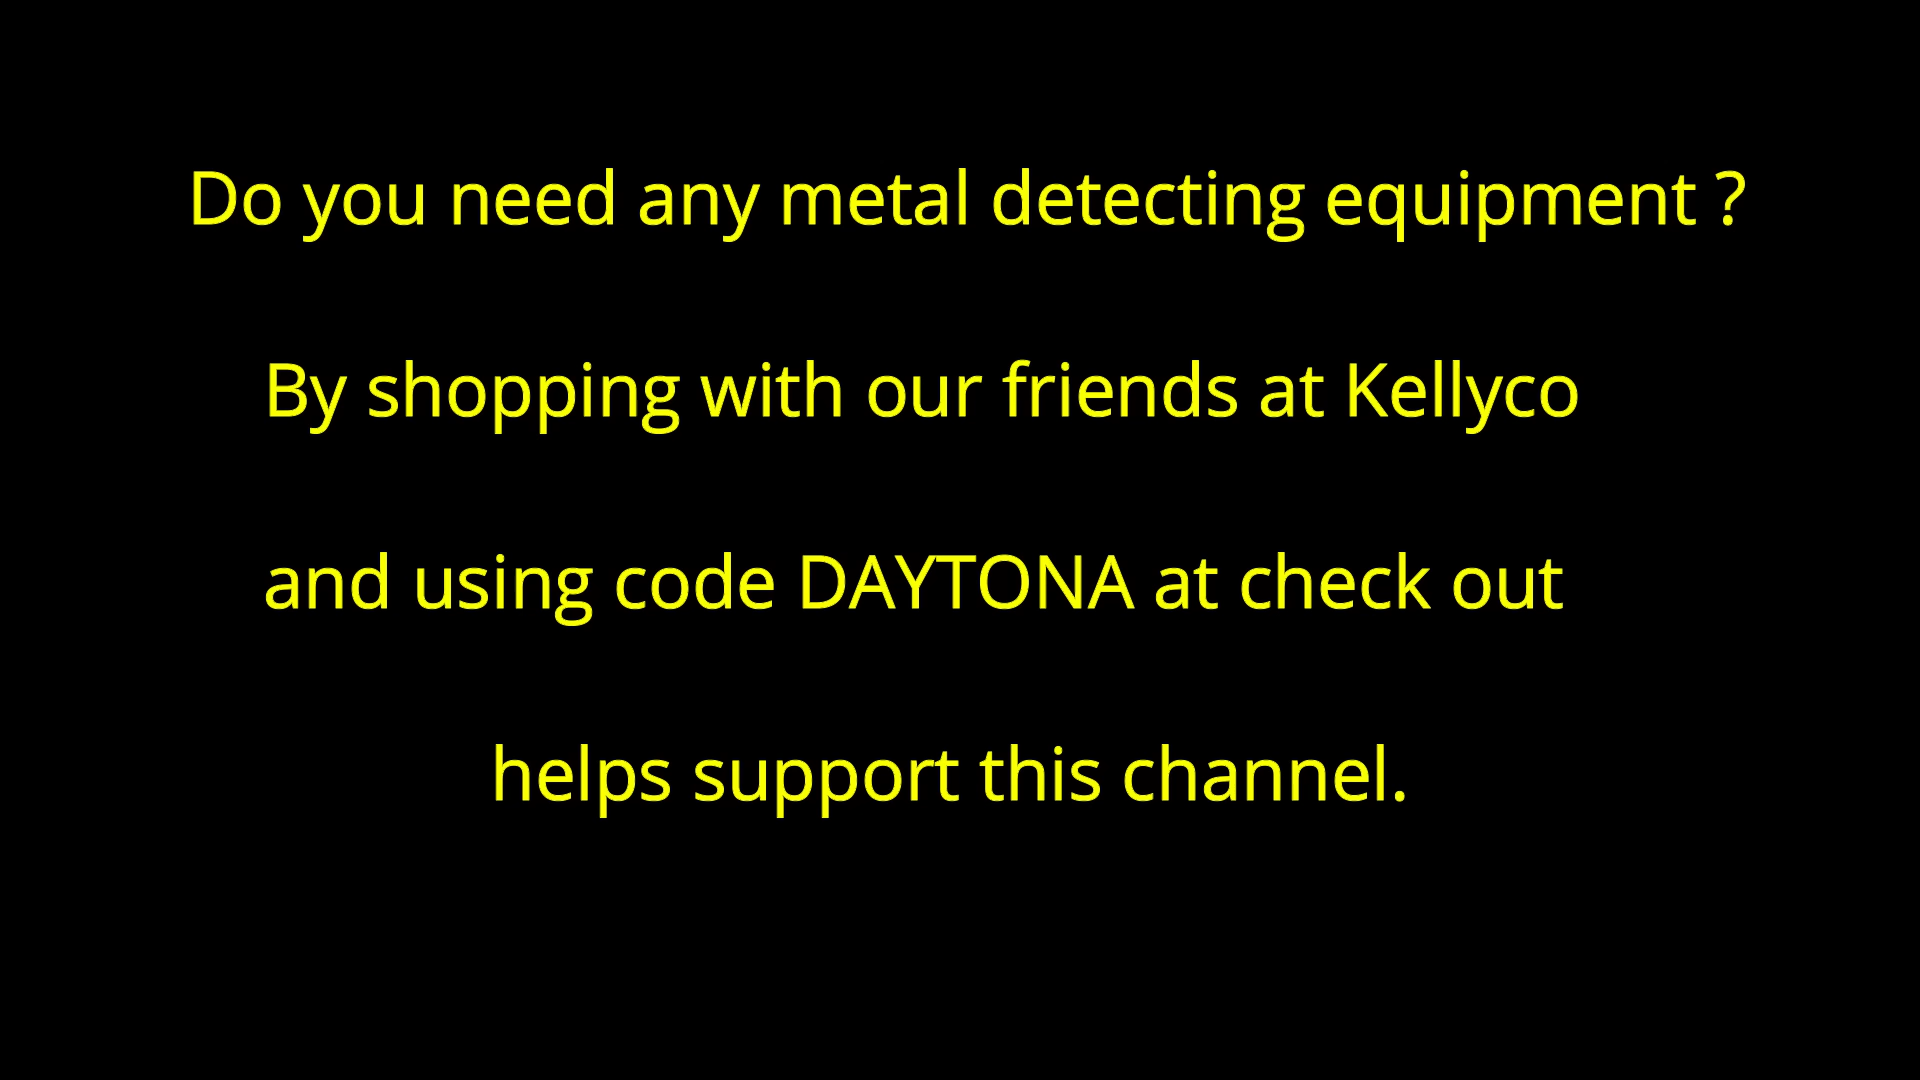 Do you need any metal detecting equipment ?
By shopping with our friends at Kellyco
and using code DAYTONA at check out
helps support this channel.